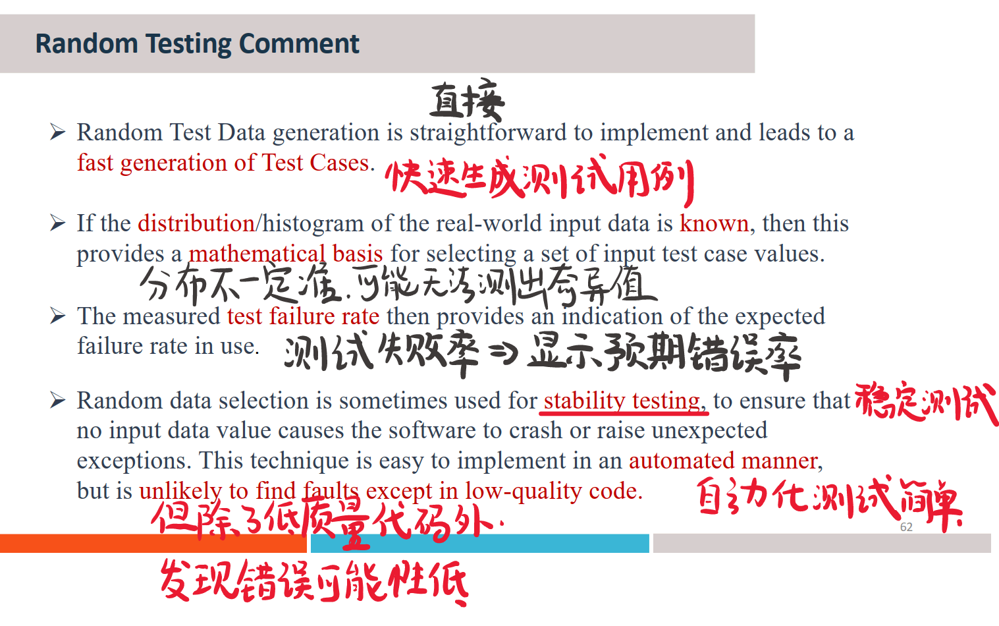 Random Testing Comment
直接
Random Test Data generation is straightforward to implement and leads to a
fast generation of Test Cases. 快速生成测试用例
If the distribution/histogram of the real-world input data is known, then this
provides a mathematical basis for selecting a set of input test case values.
分布不一定准.可能无法测出奇异值
The measured test failure rate then provides an indication of the expected
failure rate in use. 测试失败率⇒显示预期错误率
Random data selection is sometimes used for stability testing, to ensure that 稳定测试
no input data value causes the software to crash or raise unexpected
exceptions. This technique is easy to implement in an automated manner,
but is unlikely to find faults except in low-quality code. 自动化测试简单.
但除了低质量代码外.
62
发现错误可能性低